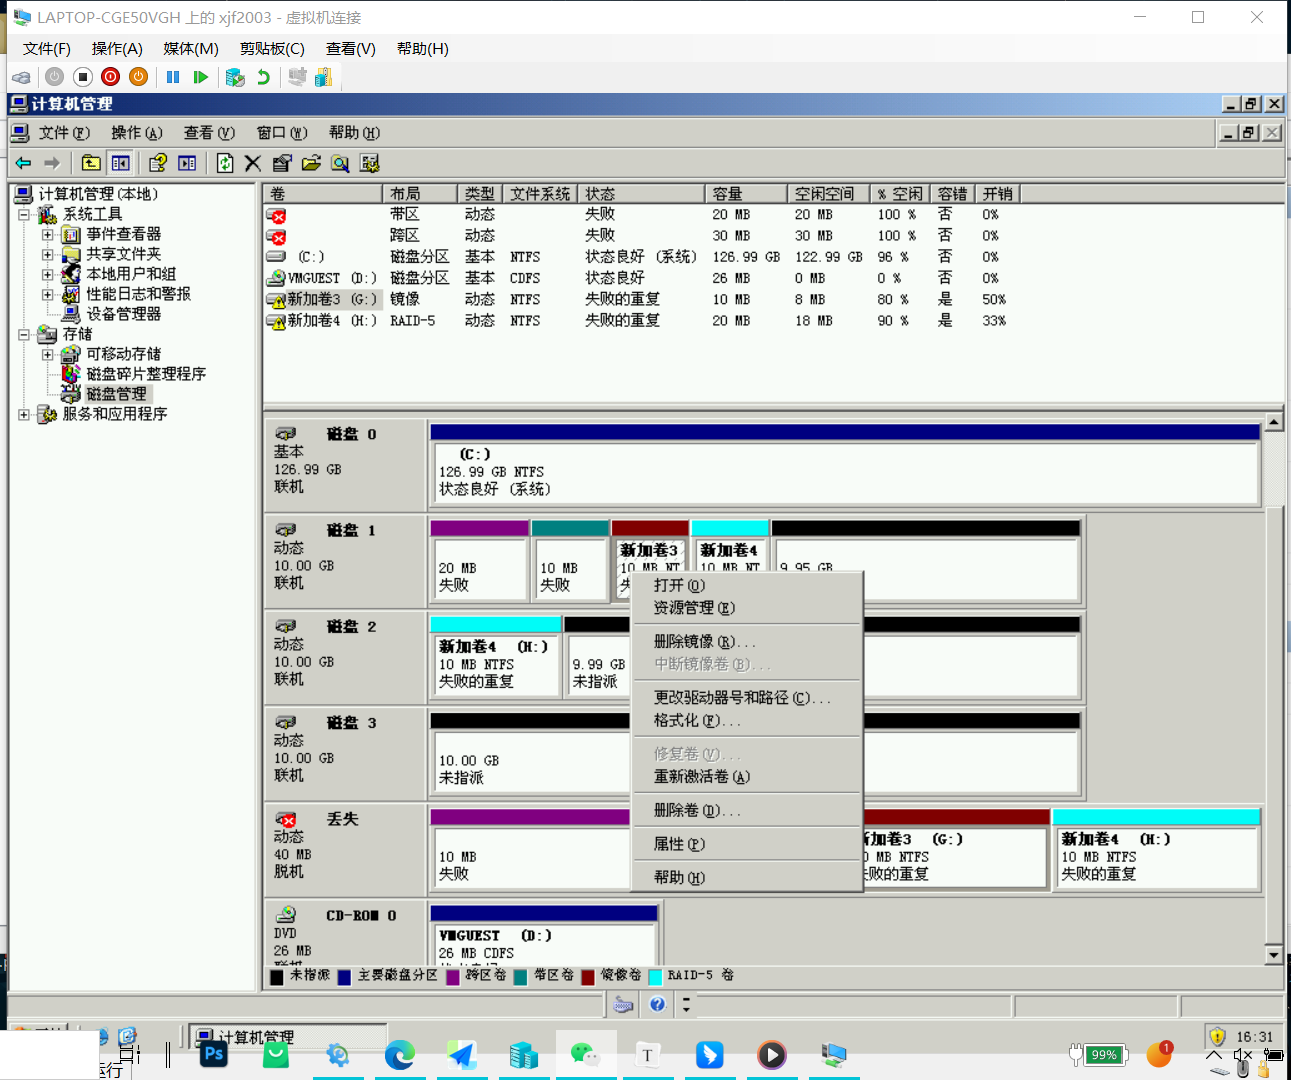 LAPTOP-CGE50VGH 上的 xjf2003 - 虚拟机连接
文件(F) 操作(A) 媒体(M) 剪贴板(C) 查看(V) 帮助(H)
计算机管理
文件(F) 操作(A) 查看(V) 窗口(W) 帮助(H)
计算机管理(本地)
系统工具
事件查看器
共享文件夹
本地用户和组
性能日志和警报
设备管理器
存储
可移动存储
磁盘碎片整理程序
磁盘管理
服务和应用程序
卷 布局 类型 文件系统 状态 容量 空闲空间 % 空闲 容错 开销
带区 动态 失败 20 MB 20 MB 100 % 否 0%
跨区 动态 失败 30 MB 30 MB 100 % 否 0%
(C:) 磁盘分区 基本 NTFS 状态良好 (系统) 126.99 GB 122.99 GB 96 % 否 0%
VMGUEST (D:) 磁盘分区 基本 CDFS 状态良好 26 MB 0 MB 0 % 否 0%
新加卷3 (G:) 镜像 动态 NTFS 失败的重复 10 MB 8 MB 80 % 是 50%
新加卷4 (H:) RAID-5 动态 NTFS 失败的重复 20 MB 18 MB 90 % 是 33%
磁盘 0
基本
126.99 GB
联机
(C:)
126.99 GB NTFS
状态良好 (系统)
磁盘 1
动态
10.00 GB
联机
20 MB
失败
10 MB
失败
新加卷3
10 MB NT
新加卷4
10 MB NT
9.95 GB
磁盘 2
动态
10.00 GB
联机
新加卷4 (H:)
10 MB NTFS
失败的重复
9.99 GB
未指派
磁盘 3
动态
10.00 GB
联机
10.00 GB
未指派
丢失
动态
40 MB
脱机
10 MB
失败
加卷3 (G:)
MB NTFS
失败的重复
新加卷4 (H:)
10 MB NTFS
失败的重复
CD-ROM 0
DVD
26 MB
联机
VMGUEST (D:)
26 MB CDFS
打开(O)
资源管理(E)
删除镜像(R)...
中断镜像卷(B)...
更改驱动器号和路径(C)...
格式化(F)...
修复卷(V)...
重新激活卷(A)
删除卷(D)...
属性(P)
帮助(H)
未指派 主要磁盘分区 跨区卷 带区卷 镜像卷 RAID-5 卷
计算机管理
16:31
运行
Ps
T
99%
1